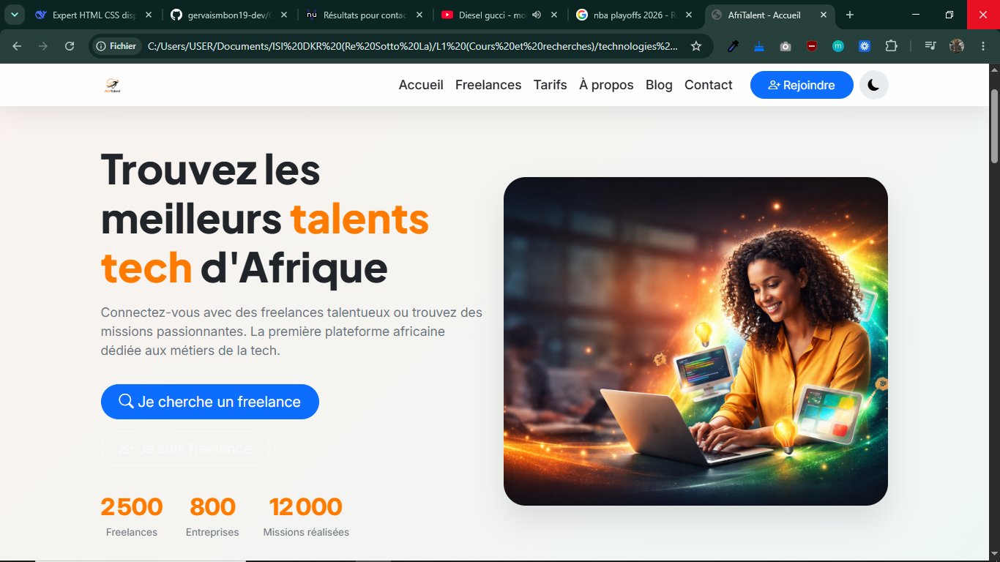 Expert HTML CSS disp
gervaismbon19-dev/
Résultats pour contac
Diesel gucci - mo
nba playoffs 2026 - R
AfriTalent - Accueil
Fichier
C:/Users/USER/Documents/ISI%20DKR%20(Re%20Sotto%20La)/L1%20(Cours%20et%20recherches)/technologies%2...
AfriTalent
Accueil
Freelances
Tarifs
À propos
Blog
Contact
Rejoindre
Trouvez les
meilleurs talents
tech d'Afrique
Connectez-vous avec des freelances talentueux ou trouvez des
missions passionnantes. La première plateforme africaine
dédiée aux métiers de la tech.
Je cherche un freelance
Je suis freelance
2 500
800
12 000
Freelances
Entreprises
Missions réalisées